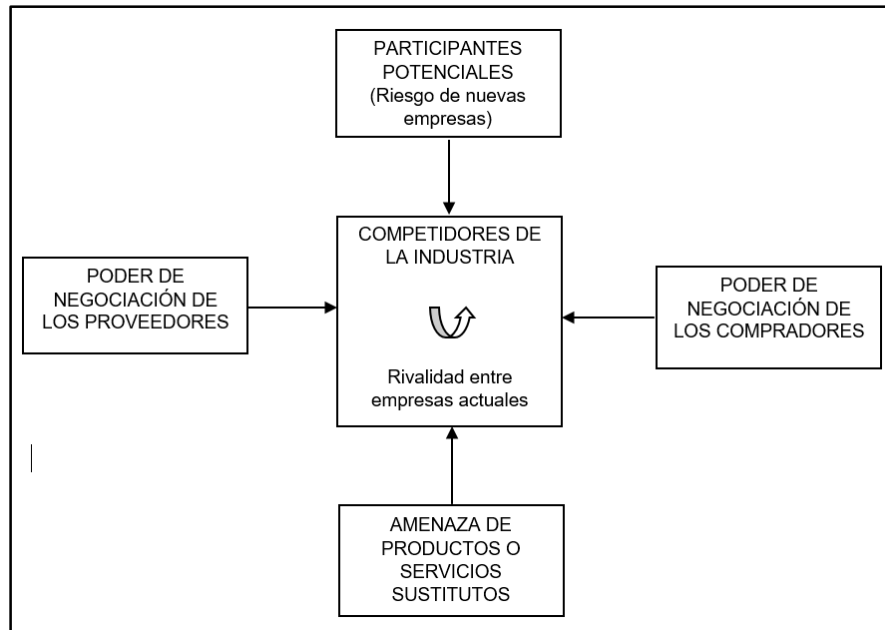 PARTICIPANTES
POTENCIALES
(Riesgo de nuevas
empresas)
COMPETIDORES DE
LA INDUSTRIA
Rivalidad entre
empresas actuales
PODER DE
NEGOCIACIÓN DE
LOS PROVEEDORES
PODER DE
NEGOCIACIÓN DE
LOS COMPRADORES
AMENAZA DE
PRODUCTOS O
SERVICIOS
SUSTITUTOS